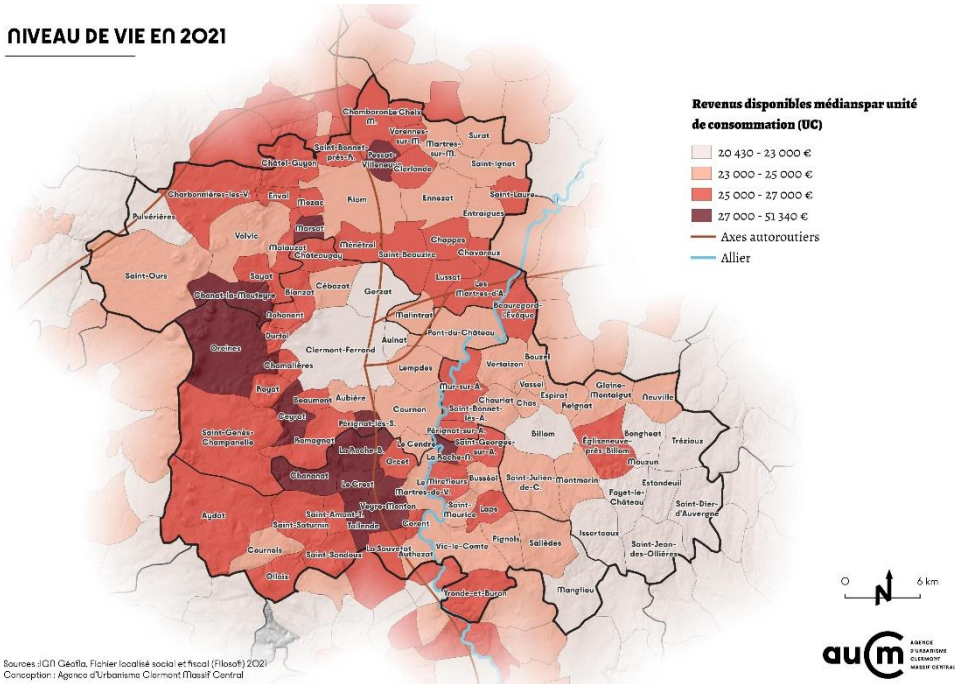 NIVEAU DE VIE EN 2021
Revenus disponibles médianspar unité
de consommation (UC)
20 430 - 23 000 €
23 000 - 25 000 €
25 000 - 27 000 €
27 000 - 51 340 €
Axes autoroutiers
Allier
Chambaron
M.
Le Cheix
Varennes-
sur-M.
Martres-
sur-M.
Surat
Saint-Bonnet-
près-R.
Pessat-
Villeneuve
Clerlande
Saint-Ignat
Châtel-Guyon
Charbonnières-les-V.
Enval
Mozac
Riom
Ennezat
Saint-Laure
Entraigues
Pulvérières
Volvic
Marsat
Malauzat
Châteaugay
Ménétrol
Saint-Beauzire
Chappes
Chavaroux
Saint-Ours
Sayat
Chanat-la-Mouteyre
Blanzat
Cébazat
Gerzat
Lussat
Les
Martres-d'A.
Malintrat
Beauregard-
-Evêque
Nohanent
Durtol
Orcines
Clermont-Ferrand
Aulnat
Pont-du-Château
Chamalières
Lempdes
Vertaizon
Bouzel
Royat
Beaumont
Aubière
Mur-sur-A.
Vassel
Espirat
Chauriat
Chas
Reignat
Glaine-
Montaigut
Neuville
Ceyrat
Pérignat-lès-S.
Cournon
Saint-Bonnet-
lès-A.
Saint-Genès-
Champanelle
Romagnat
La Roche-B.
Le Cendre
Pérignat-sur-A.
Saint-Georges-
sur-A.
Billom
Égliseneuve-
près Billom
Bongheat
Trézioux
Orcet
La Roche-N.
Mauzun
Chanonat
Le Crest
Mirefleurs
Busséol
Saint-Julien-
de-C.
Montmorin
Estandeuil
Martres-de-V.
Fayet-le-
Château
Saint-Dier-
d'Auvergne
Aydat
Saint-Amant-T.
Veyre-Monton
Saint-
Maurice
Laps
Saint-Saturnin
Tallende
Corent
Issertaux
Pignols
Sallèdes
Saint-Jean-
des-Ollières
Cournols
Saint-Sandoux
La Sauvetat
Authezat
Vic-le-Comte
Olloix
Yronde-et-Buron
Manglieu
0
6 km
N
aucm
AGENCE
D'URBANISME
CLERMONT
MASSIF CENTRAL
Sources :IGN Géofla, Fichier localisé social et fiscal (Filosofi) 2021
Conception : Agence d'Urbanisme Clermont Massif Central